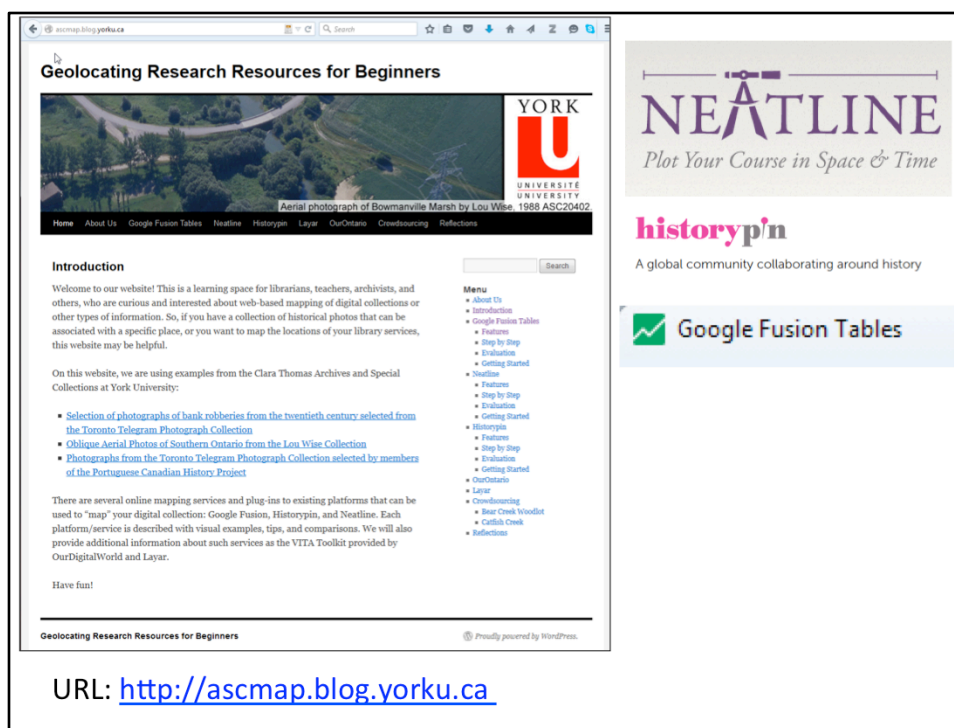 ascmap.blog.yorku.ca
Search
Geolocating Research Resources for Beginners
YORK
U
UNIVERSITÉ
UNIVERSITY
Aerial photograph of Bowmanville Marsh by Lou Wise, 1988 ASC20402.
Home About Us Google Fusion Tables Neatline Historypin Layar OurOntario Crowdsourcing Reflections
Introduction
Welcome to our website! This is a learning space for librarians, teachers, archivists, and
others, who are curious and interested about web-based mapping of digital collections or
other types of information. So, if you have a collection of historical photos that can be
associated with a specific place, or you want to map the locations of your library services,
this website may be helpful.
On this website, we are using examples from the Clara Thomas Archives and Special
Collections at York University:
Selection of photographs of bank robberies from the twentieth century selected from
the Toronto Telegram Photograph Collection
Oblique Aerial Photos of Southern Ontario from the Lou Wise Collection
Photographs from the Toronto Telegram Photograph Collection selected by members
of the Portuguese Canadian History Project
There are several online mapping services and plug-ins to existing platforms that can be
used to “map” your digital collection: Google Fusion, Historypin, and Neatline. Each
platform/service is described with visual examples, tips, and comparisons. We will also
provide additional information about such services as the VITA Toolkit provided by
OurDigitalWorld and Layar.
Have fun!
Search
Menu
About Us
Introduction
Google Fusion Tables
Features
Step by Step
Evaluation
Getting Started
Neatline
Features
Step by Step
Evaluation
Getting Started
Historypin
Features
Step by Step
Evaluation
Getting Started
OurOntario
Layar
Crowdsourcing
Bear Creek Woodlot
Catfish Creek
Reflections
Geolocating Research Resources for Beginners
Proudly powered by WordPress.
NEATLINE
Plot Your Course in Space & Time
historypin
A global community collaborating around history
Google Fusion Tables
URL: http://ascmap.blog.yorku.ca